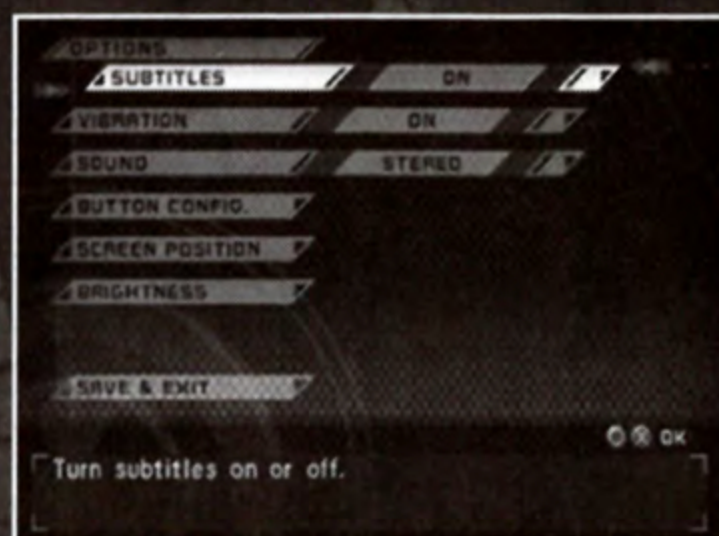 OPTIONS
SUBTITLES ON
VIBRATION ON
SOUND STEREO
BUTTON CONFIG.
SCREEN POSITION
BRIGHTNESS
SAVE & EXIT
OK
Turn subtitles on or off.